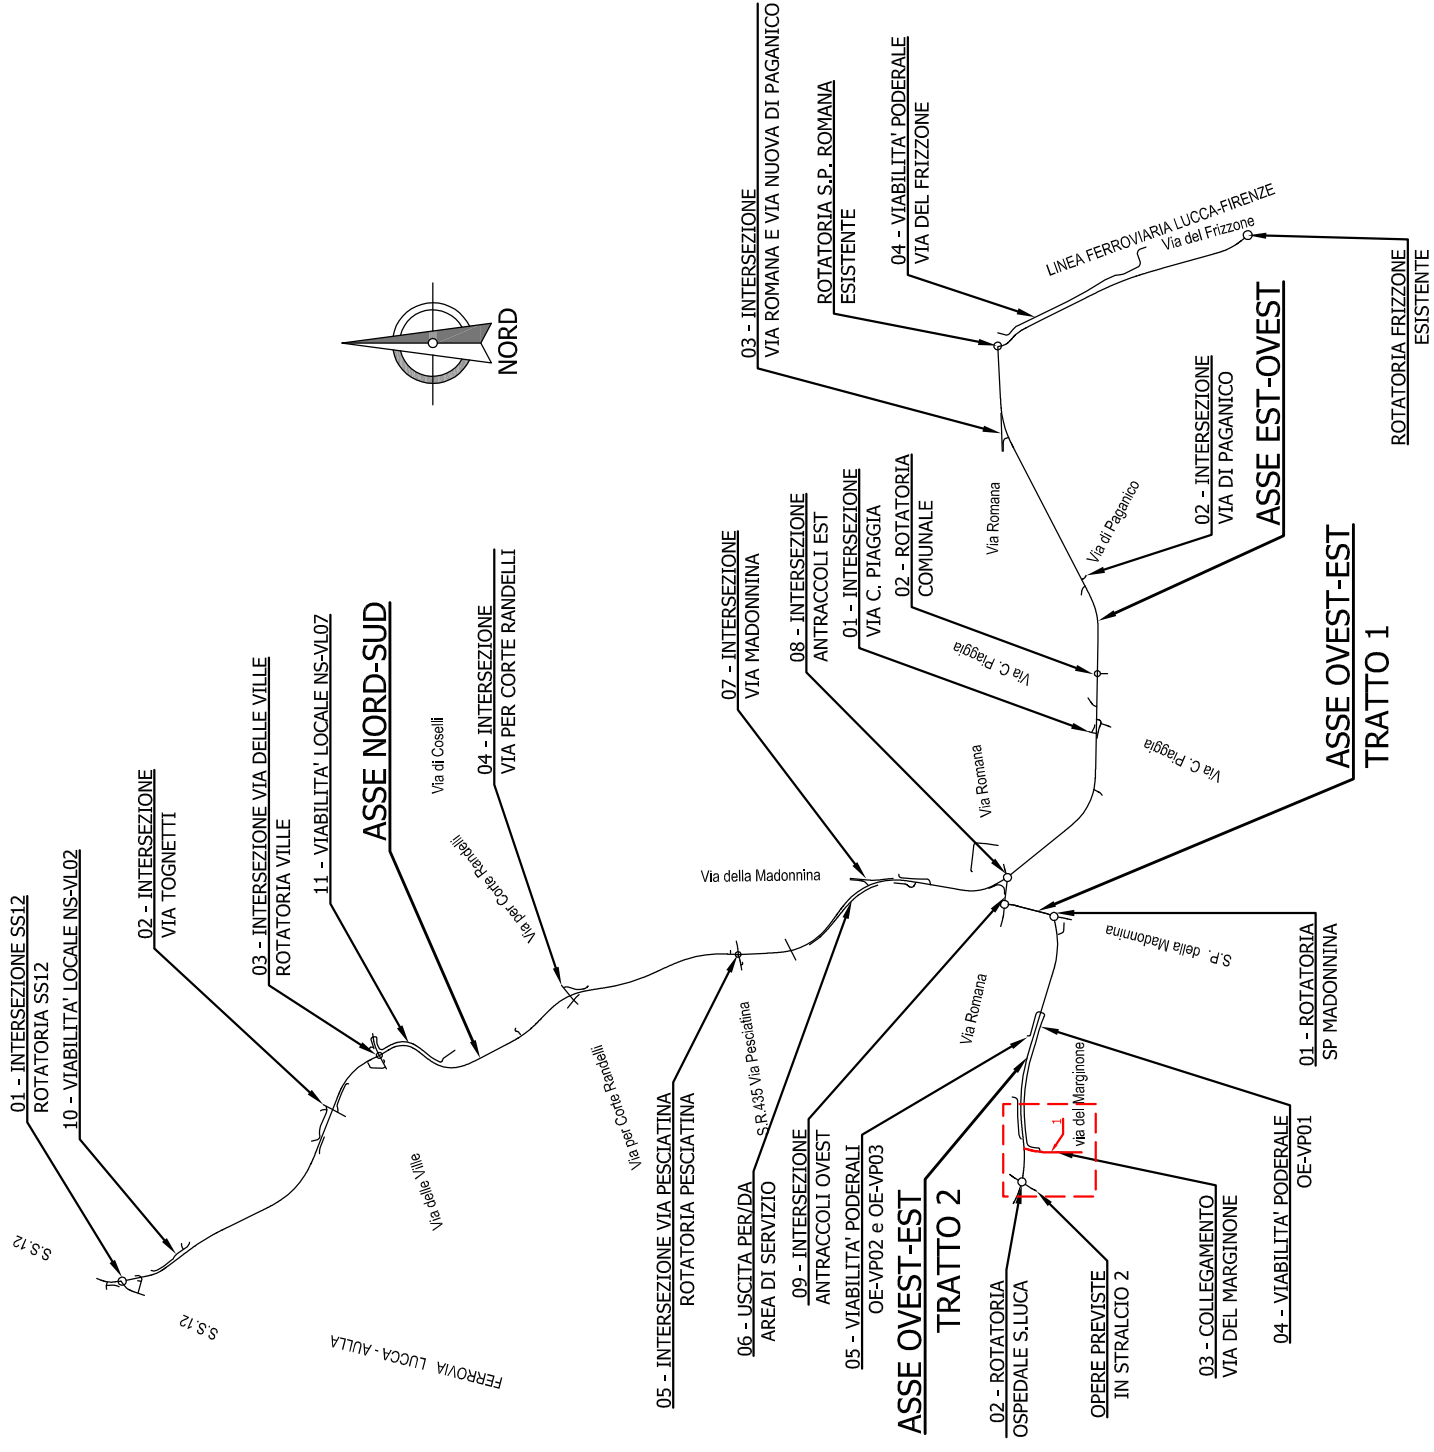 01 - INTERSEZIONE SS12
ROTATORIA SS12
10 - VIABILITA' LOCALE NS-VL02
02 - INTERSEZIONE
VIA TOGNETTI
03 - INTERSEZIONE VIA DELLE VILLE
ROTATORIA VILLE
11 - VIABILITA' LOCALE NS-VL07
ASSE NORD-SUD
Via di Coselli
04 - INTERSEZIONE
VIA PER CORTE RANDELLI
Via per Corte Randelli
NORD
S.S.12
S.S.12
FERROVIA LUCCA - AULLA
Via delle Ville
Via per Corte Randelli
05 - INTERSEZIONE VIA PESCIATINA
ROTATORIA PESCIATINA
S.R.435 Via Pesciatina
06 - USCITA PER/DA
AREA DI SERVIZIO
09 - INTERSEZIONE
ANTRACCOLI OVEST
05 - VIABILITA' PODERALI
OE-VP02 e OE-VP03
ASSE OVEST-EST
TRATTO 2
02 - ROTATORIA
OSPEDALE S.LUCA
OPERE PREVISTE
IN STRALCIO 2
03 - COLLEGAMENTO
VIA DEL MARGINONE
04 - VIABILITA' PODERALE
OE-VP01
1
via del Marginone
Via Romana
01 - ROTATORIA
SP MADONNINA
S.P. della Madonnina
Via della Madonnina
07 - INTERSEZIONE
VIA MADONNINA
08 - INTERSEZIONE
ANTRACCOLI EST
01 - INTERSEZIONE
VIA C. PIAGGIA
02 - ROTATORIA
COMUNALE
Via Romana
Via C. Piaggia
Via C. Piaggia
ASSE OVEST-EST
TRATTO 1
Via Romana
Via di Paganico
02 - INTERSEZIONE
VIA DI PAGANICO
ASSE EST-OVEST
03 - INTERSEZIONE
VIA ROMANA E VIA NUOVA DI PAGANICO
ROTATORIA S.P. ROMANA
ESISTENTE
04 - VIABILITA' PODERALE
VIA DEL FRIZZONE
LINEA FERROVIARIA LUCCA-FIRENZE
Via del Frizzone
ROTATORIA FRIZZONE
ESISTENTE